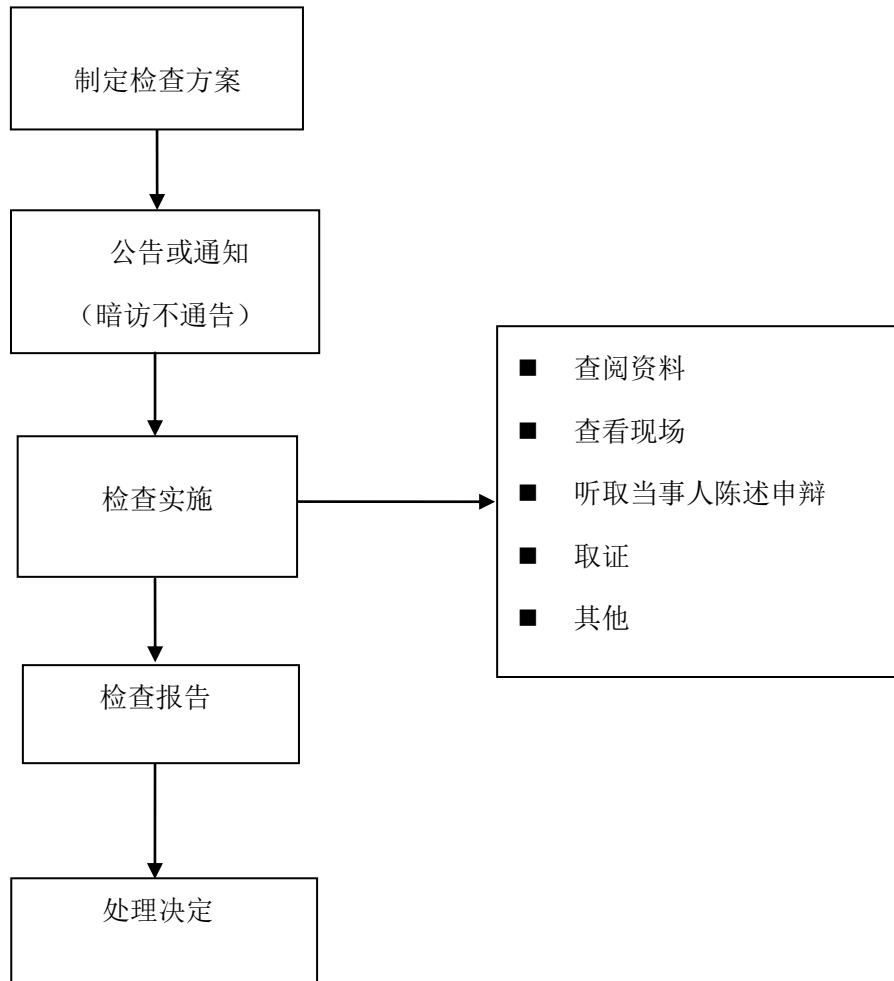 制定检查方案
公告或通知
（暗访不通告）
检查实施
■ 查阅资料
■ 查看现场
■ 听取当事人陈述申辩
■ 取证
■ 其他
检查报告
处理决定